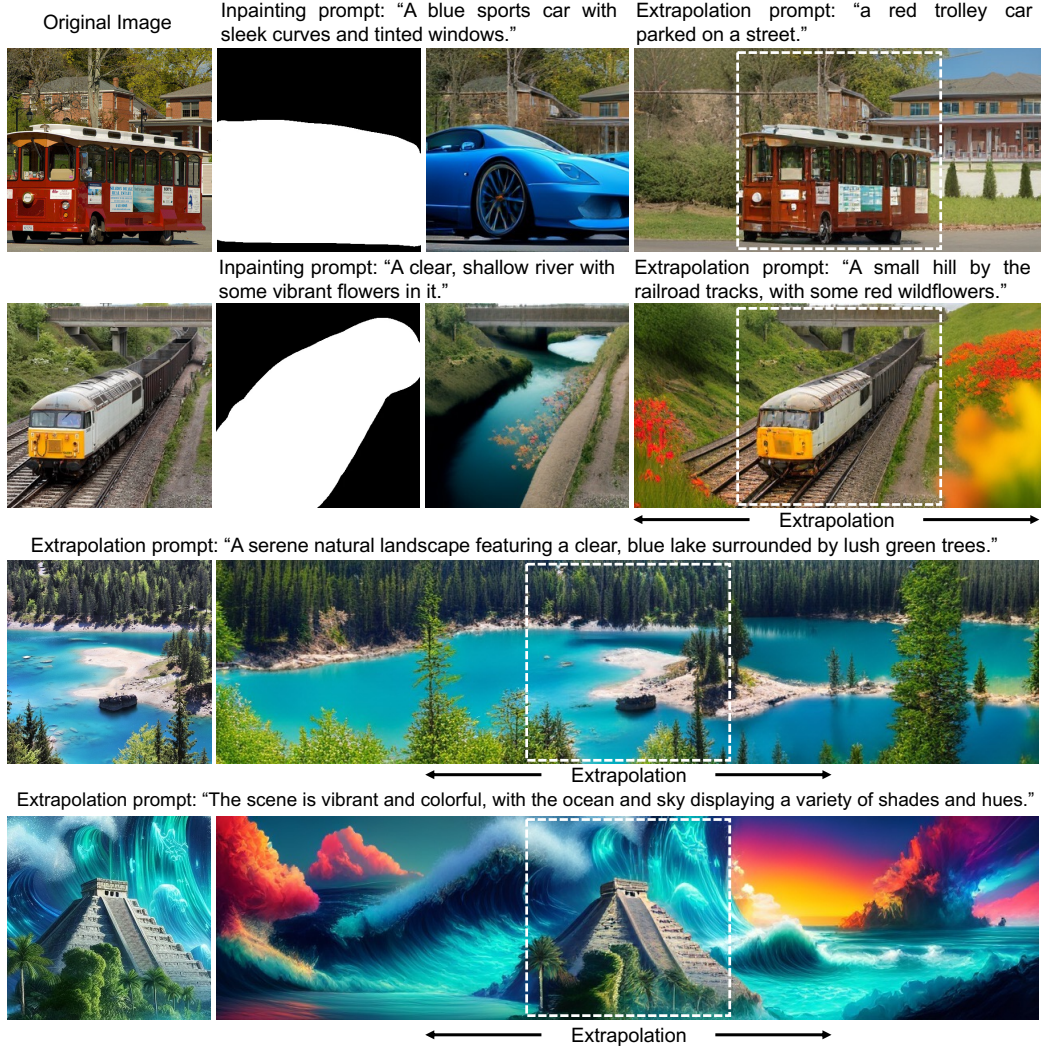 Original Image
Inpainting prompt: “A blue sports car with
sleek curves and tinted windows.”
Extrapolation prompt: “a red trolley car
parked on a street.”
Inpainting prompt: “A clear, shallow river with
some vibrant flowers in it.”
Extrapolation prompt: “A small hill by the
railroad tracks, with some red wildflowers.”
Extrapolation
Extrapolation prompt: “A serene natural landscape featuring a clear, blue lake surrounded by lush green trees.”
Extrapolation
Extrapolation prompt: “The scene is vibrant and colorful, with the ocean and sky displaying a variety of shades and hues.”
Extrapolation